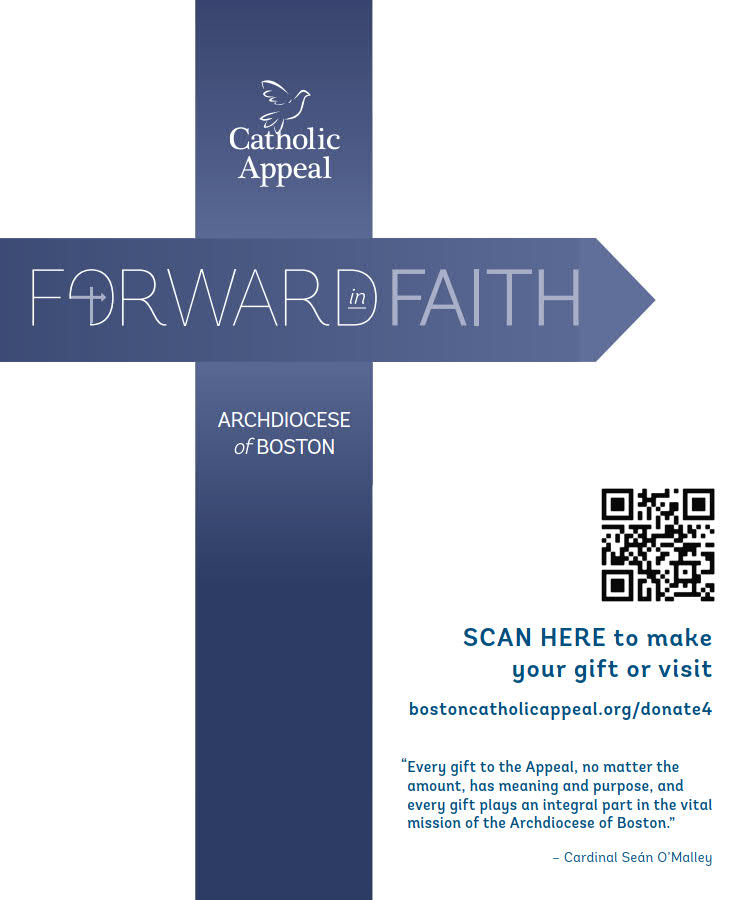 Catholic
Appeal
FORWARD in FAITH
ARCHDIOCESE
of BOSTON
SCAN HERE to make
your gift or visit
bostoncatholicappeal.org/donate4
“Every gift to the Appeal, no matter the
amount, has meaning and purpose, and
every gift plays an integral part in the vital
mission of the Archdiocese of Boston.”
– Cardinal Seán O’Malley